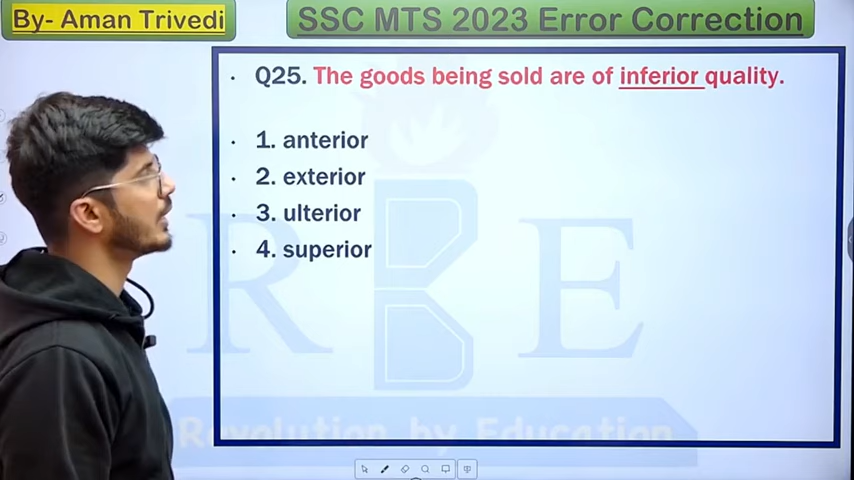 By- Aman Trivedi
SSC MTS 2023 Error Correction
• Q25. The goods being sold are of inferior quality.
• 1. anterior
• 2. exterior
• 3. ulterior
• 4. superior
R B E
Revolution by Education